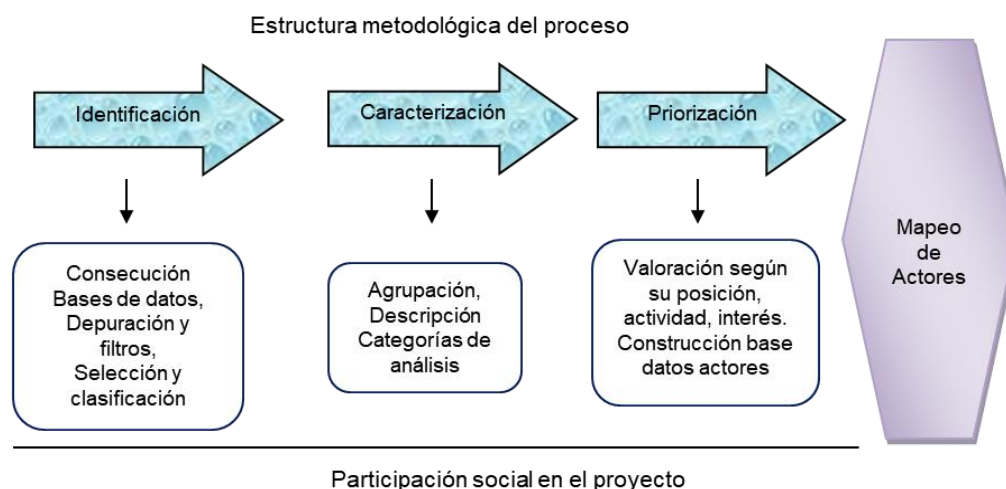 Estructura metodológica del proceso
Identificación
Caracterización
Priorización
Consecución
Bases de datos,
Depuración y
filtros,
Selección y
clasificación
Agrupación,
Descripción
Categorías de
análisis
Valoración según
su posición,
actividad, interés.
Construcción base
datos actores
Mapeo
de
Actores
Participación social en el proyecto